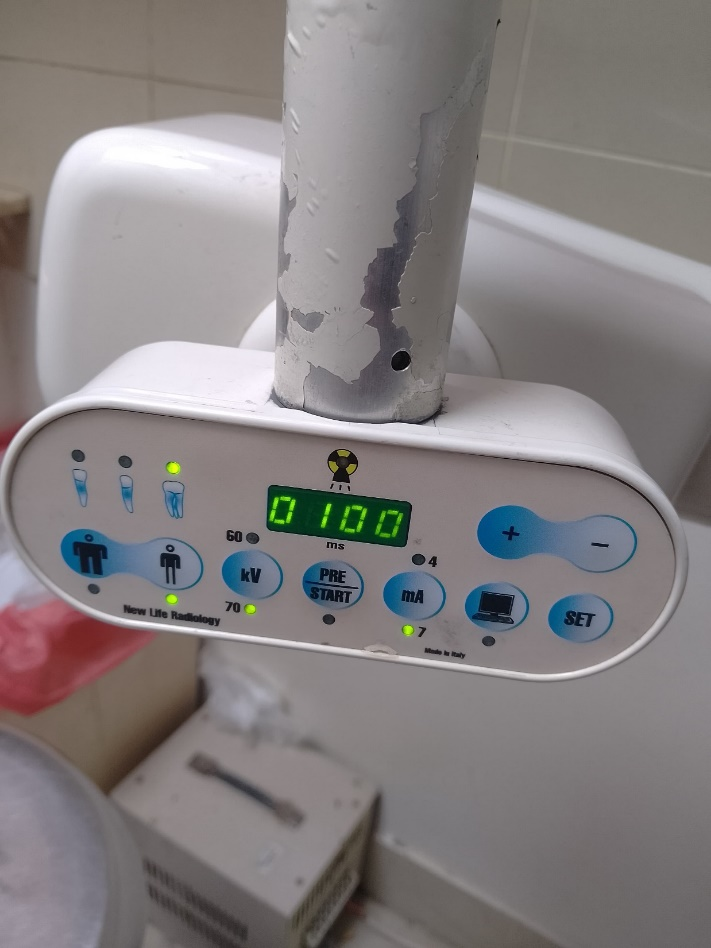 0100
ms
60
kV
70
PRE
START
4
mA
7
+
-
SET
New Life Radiology
Made in Italy